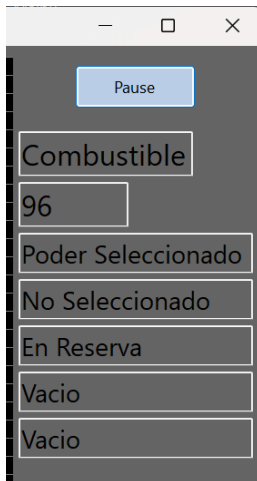 Pause
Combustible
96
Poder Seleccionado
No Seleccionado
En Reserva
Vacio
Vacio